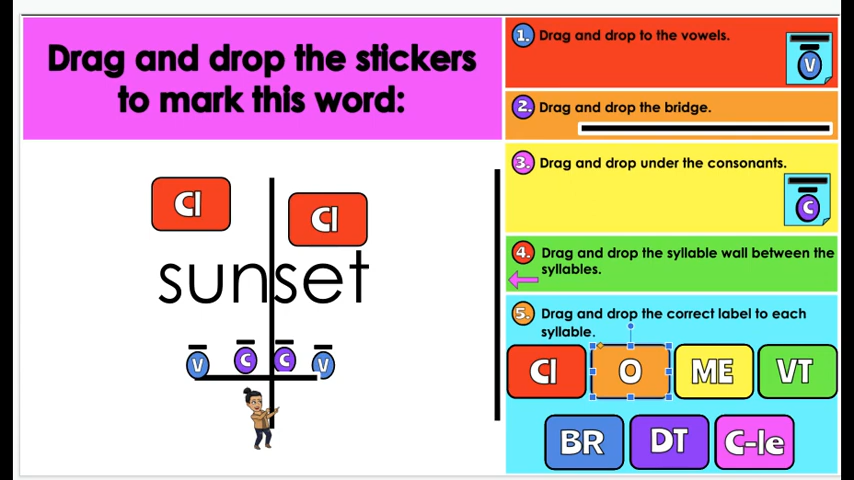 Drag and drop the stickers
to mark this word:
Cl
Cl
sunset
V C C V
1. Drag and drop to the vowels.
V
2. Drag and drop the bridge.
3. Drag and drop under the consonants.
C
4. Drag and drop the syllable wall between the
syllables.
5. Drag and drop the correct label to each
syllable.
Cl O ME VT
BR DT C-le